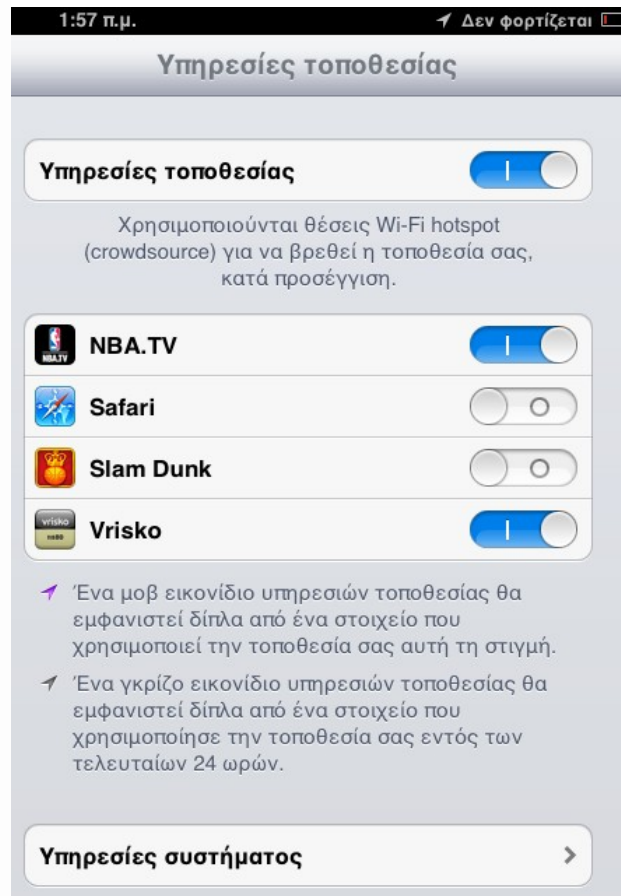 1:57 π.μ. Δεν φορτίζεται
Υπηρεσίες τοποθεσίας
Υπηρεσίες τοποθεσίας
Χρησιμοποιούνται θέσεις Wi-Fi hotspot
(crowdsource) για να βρεθεί η τοποθεσία σας,
κατά προσέγγιση.
NBA.TV
NBA.TV
Safari
Slam Dunk
vrisko
Vrisko
Ένα μοβ εικονίδιο υπηρεσιών τοποθεσίας θα
εμφανιστεί δίπλα από ένα στοιχείο που
χρησιμοποιεί την τοποθεσία σας αυτή τη στιγμή.
Ένα γκρίζο εικονίδιο υπηρεσιών τοποθεσίας θα
εμφανιστεί δίπλα από ένα στοιχείο που
χρησιμοποίησε την τοποθεσία σας εντός των
τελευταίων 24 ωρών.
Υπηρεσίες συστήματος